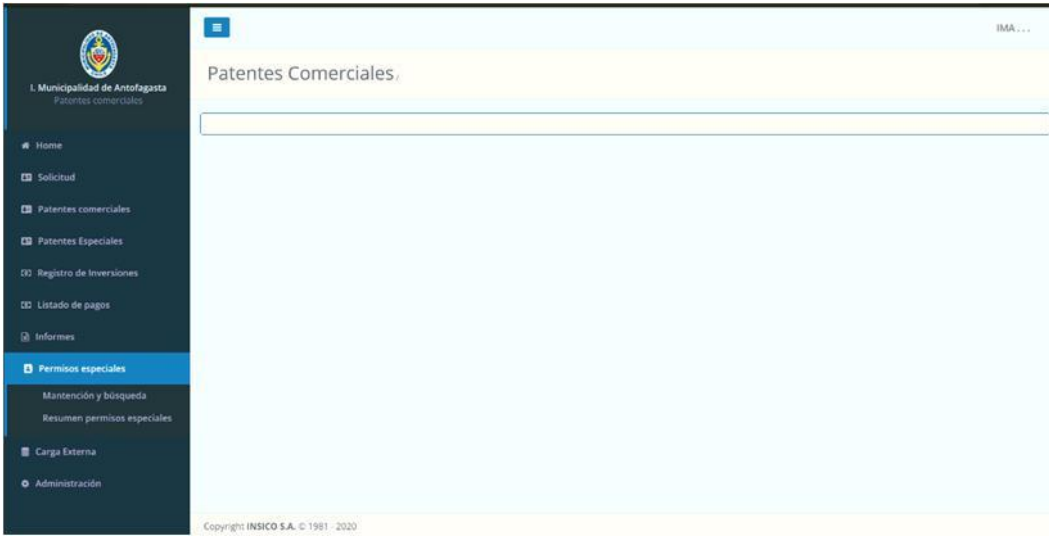 I. Municipalidad de Antofagasta
Patentes comerciales
Home
Solicitud
Patentes comerciales
Patentes Especiales
Registro de Inversiones
Listado de pagos
Informes
Permisos especiales
Mantención y búsqueda
Resumen permisos especiales
Carga Externa
Administración
IMA . . .
Patentes Comerciales /
Copyright INSICO S.A. © 1981 - 2020